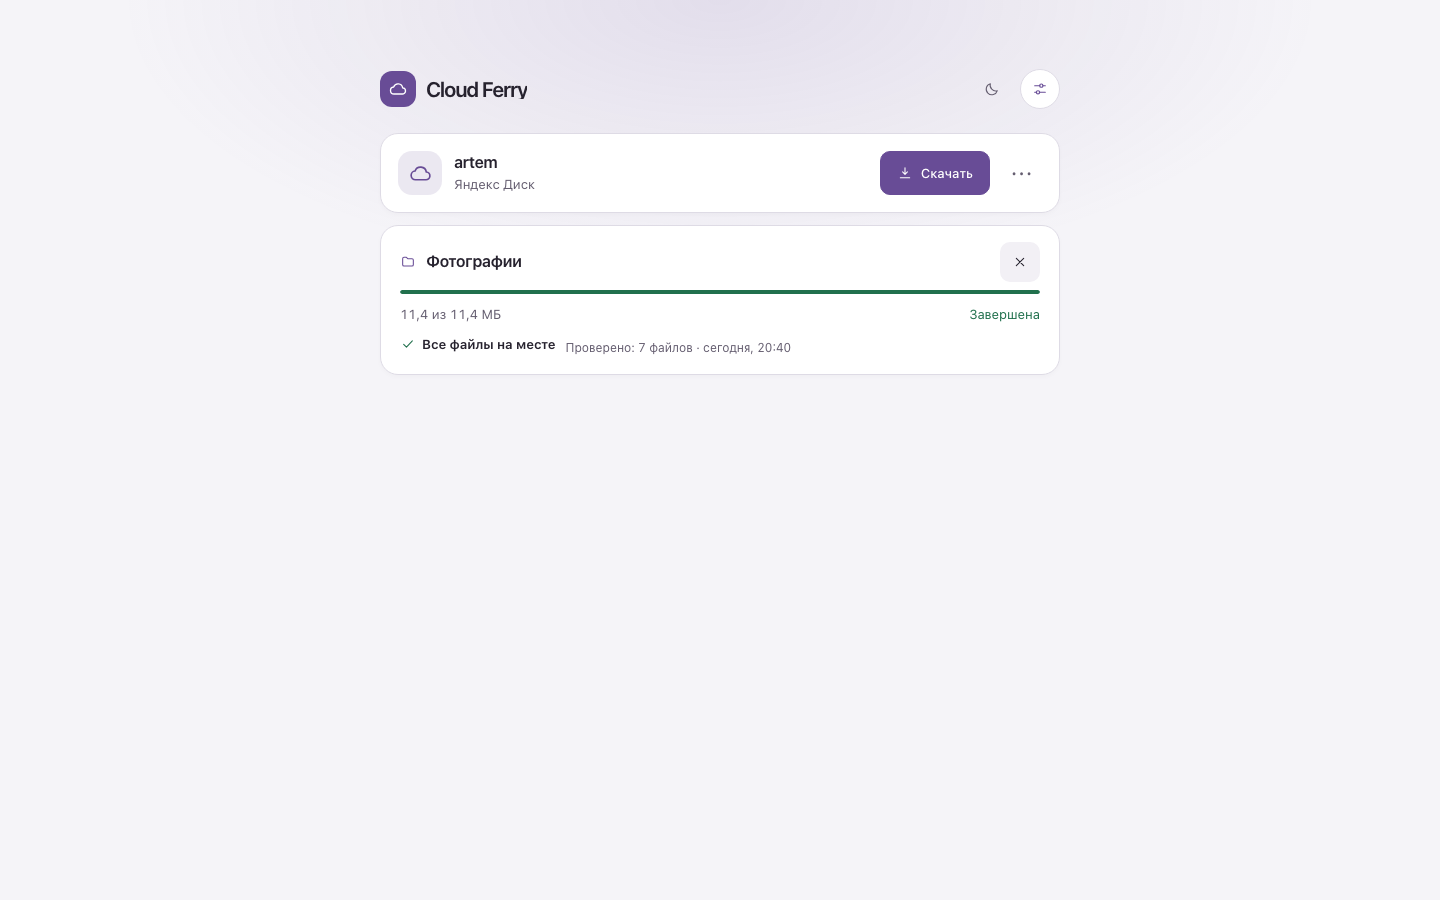 Cloud Ferry
artem
Яндекс Диск
Скачать
Фотографии
11,4 из 11,4 МБ
Завершена
Все файлы на месте
Проверено: 7 файлов · сегодня, 20:40